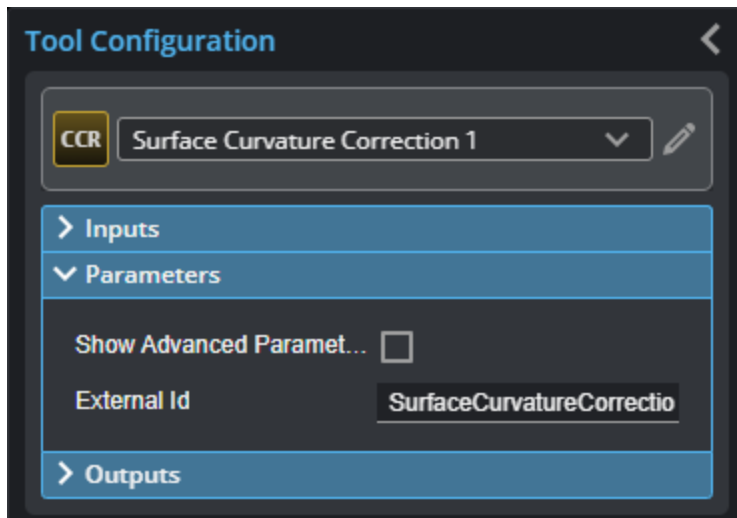 Tool Configuration
CCR Surface Curvature Correction 1
Inputs
Parameters
Show Advanced Paramet...
External Id SurfaceCurvatureCorrectio
Outputs